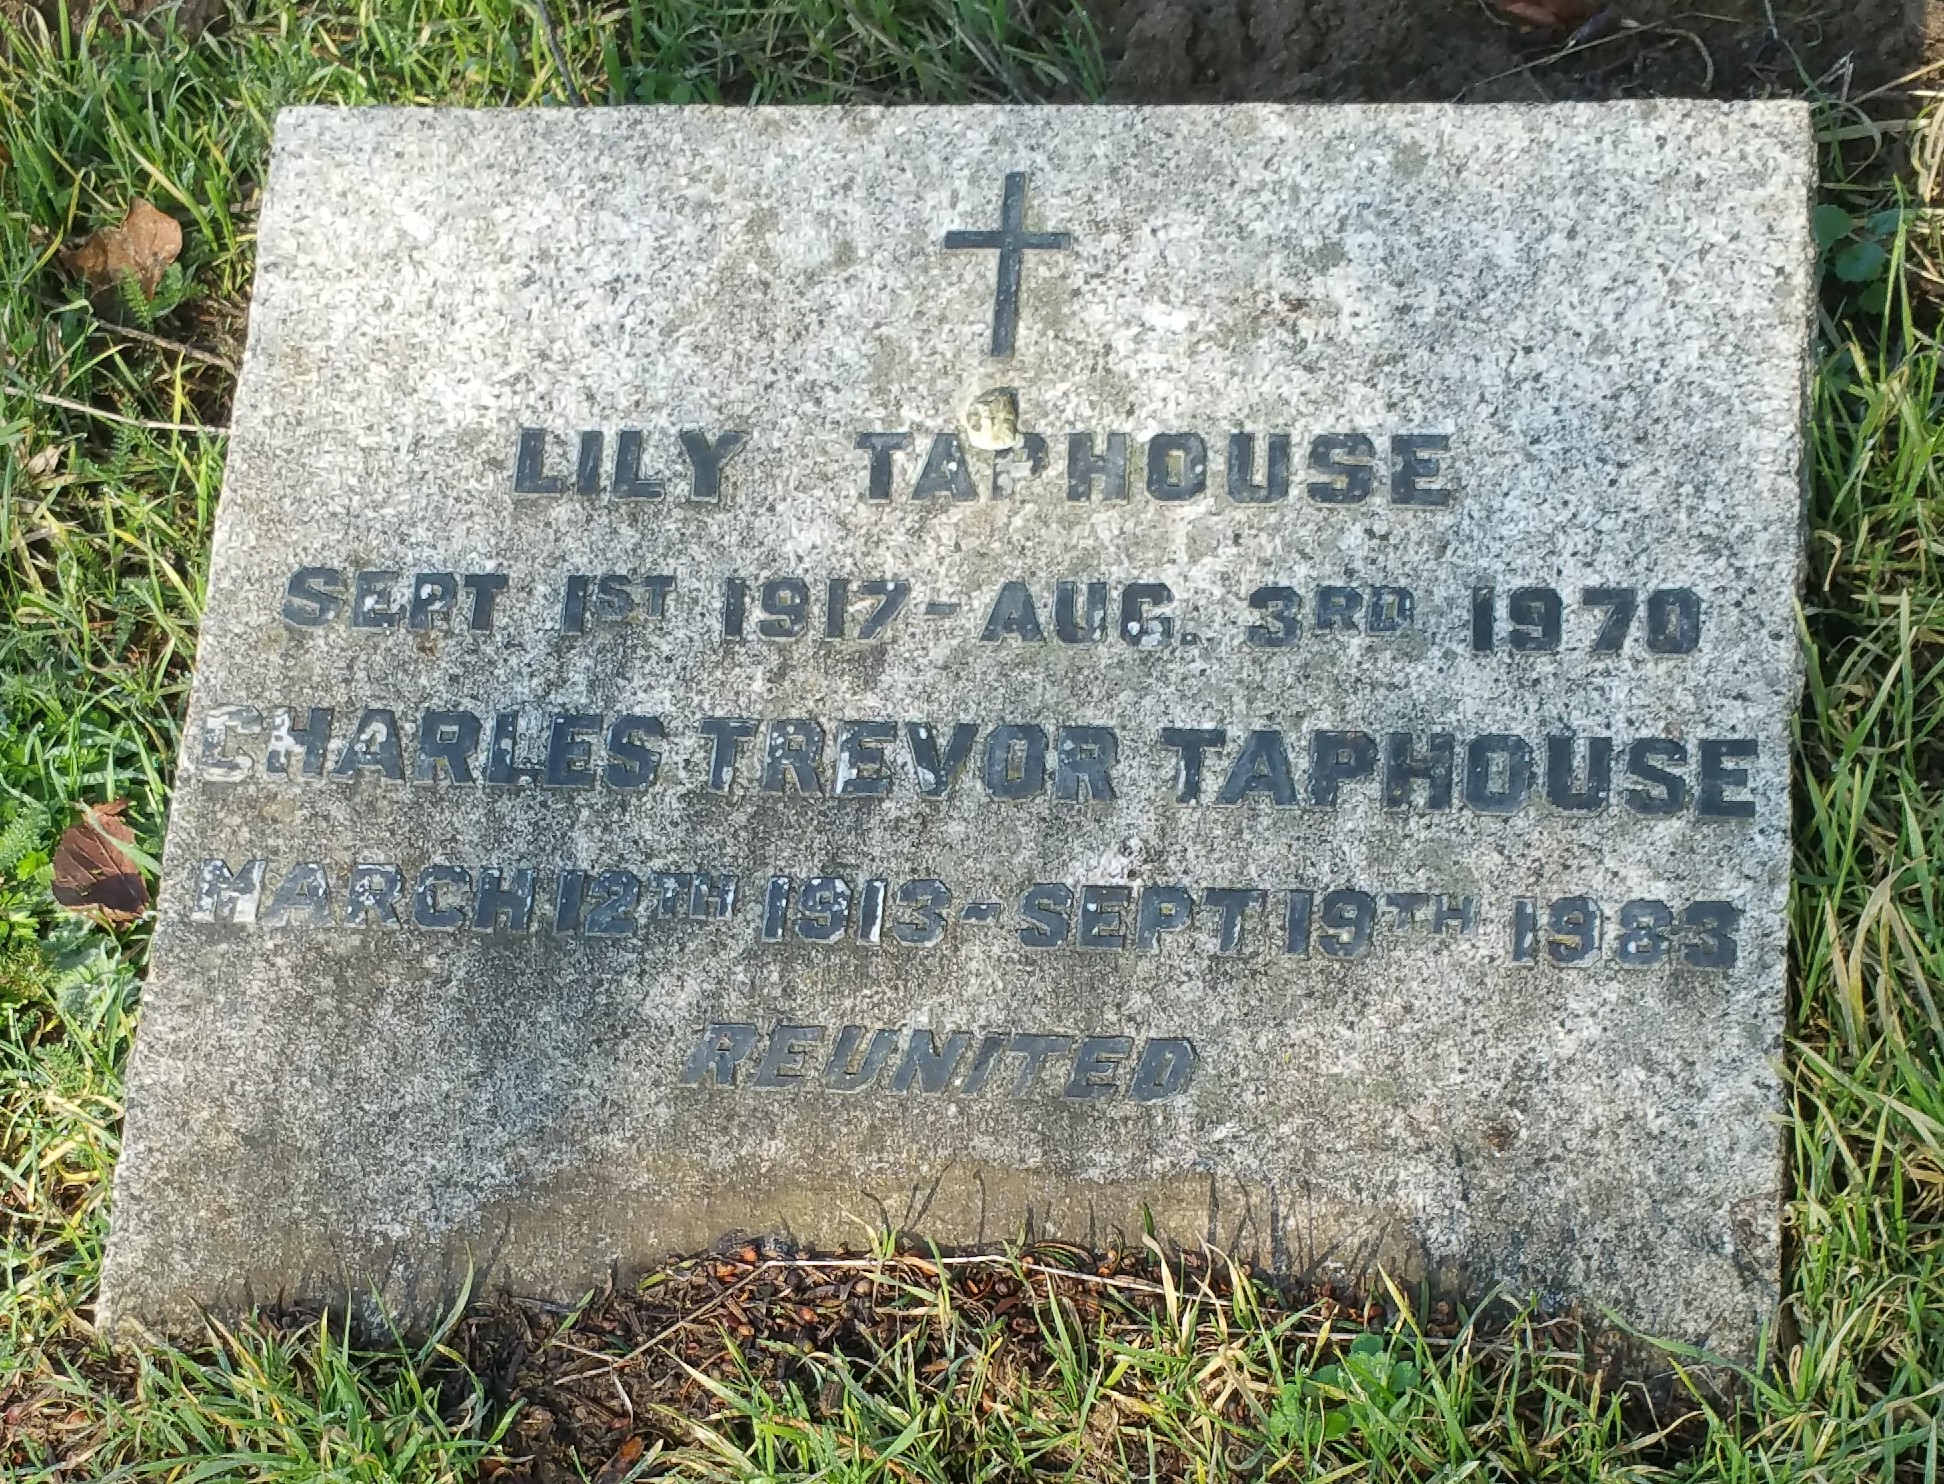 LILY TAPHOUSE
SEPT 1ST 1917 - AUG. 3RD 1970
CHARLES TREVOR TAPHOUSE
MARCH 12TH 1913 - SEPT 19TH 1983
REUNITED